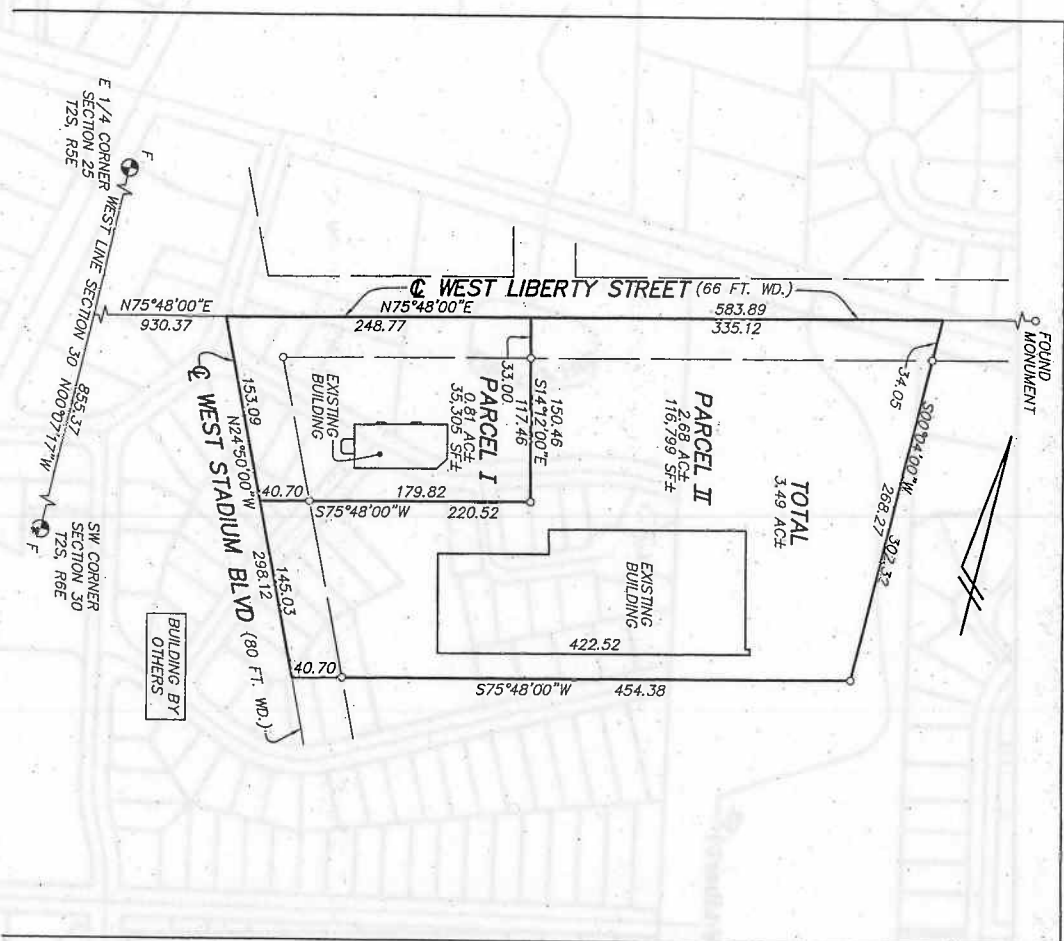 E 1/4 CORNER
SECTION 25
T2S, R5E
F
WEST LINE SECTION 30 N00°07'17"W
855.37
SW CORNER
SECTION 30
T2S, R6E
F
N75°48'00"E
930.37
℄ WEST LIBERTY STREET (66 FT. WD.)
N75°48'00"E
248.77
583.89
335.12
FOUND
MONUMENT
34.05
S00°04'00"W
268.27
302.32
33.00
S14°12'00"E
150.46
117.46
PARCEL I
0.81 AC±
35,305 SF±
EXISTING
BUILDING
PARCEL II
2.68 AC±
116,799 SF±
TOTAL
3.49 AC±
153.09
N24°50'00"W
℄ WEST STADIUM BLVD (80 FT. WD.)
40.70
179.82
S75°48'00"W
220.52
145.03
298.12
EXISTING
BUILDING
422.52
40.70
S75°48'00"W
454.38
BUILDING BY
OTHERS